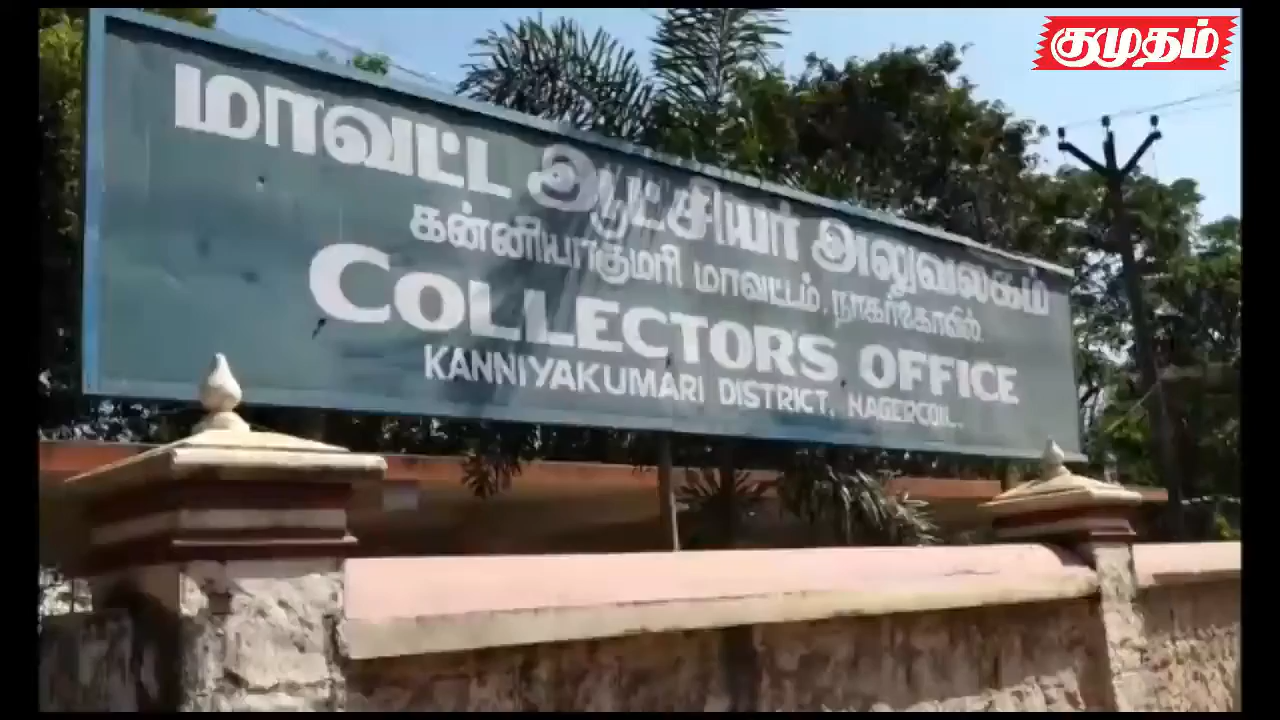 குமுதம்
மாவட்ட ஆட்சியர் அலுவலகம்
கன்னியாகுமரி மாவட்டம், நாகர்கோவில்.
COLLECTORS OFFICE
KANNIYAKUMARI DISTRICT, NAGERCOIL.